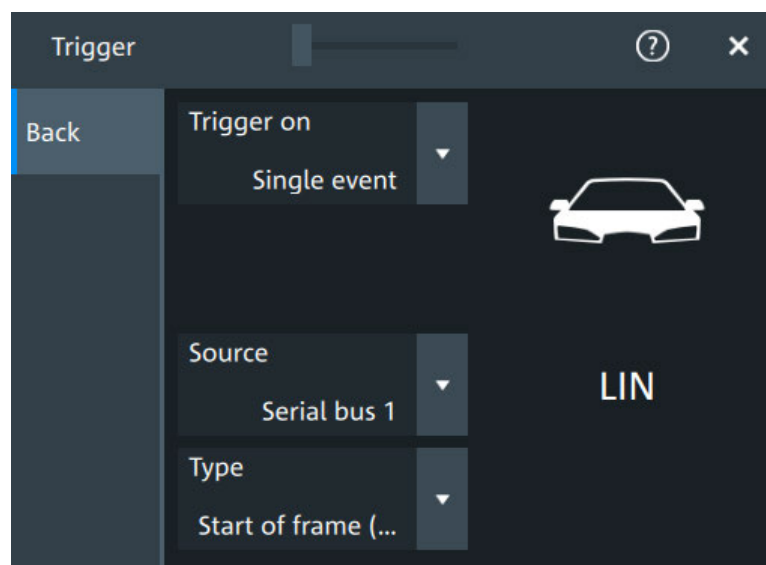 Trigger
?
×
Back
Trigger on
Single event
Source
Serial bus 1
LIN
Type
Start of frame (...